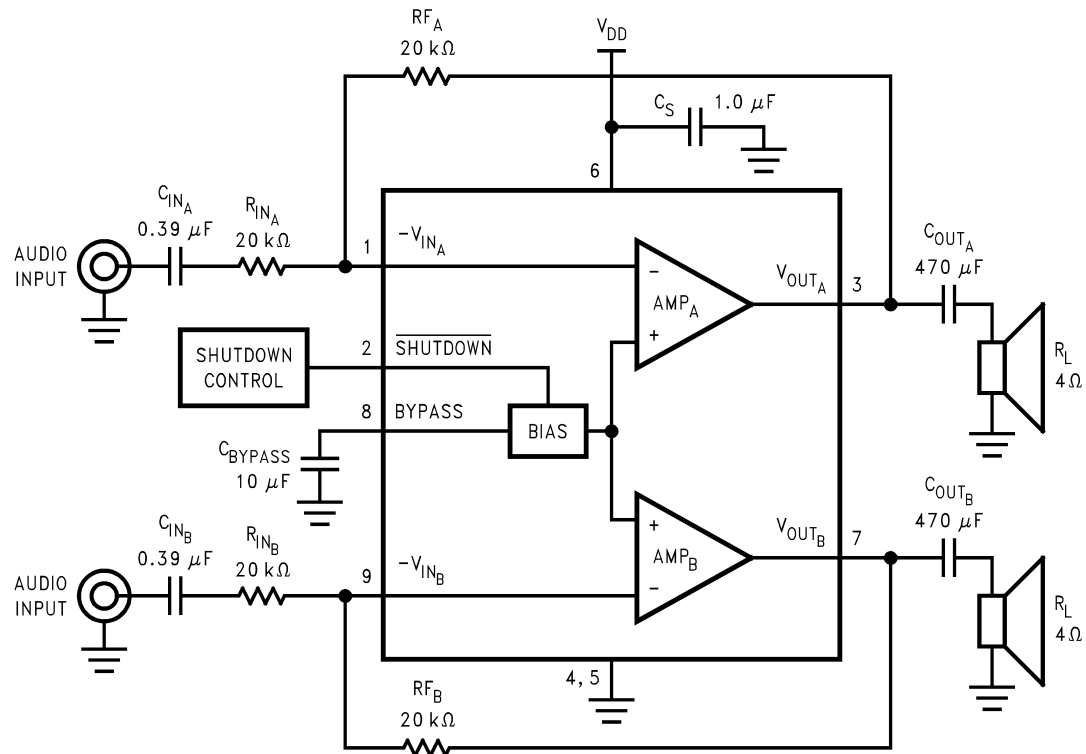 RF_A
20 kΩ
V_DD
C_S
1.0 μF
6
C_IN_A
0.39 μF
R_IN_A
20 kΩ
AUDIO
INPUT
1
-V_IN_A
−
AMP_A
+
V_OUT_A
3
C_OUT_A
470 μF
R_L
4Ω
SHUTDOWN
CONTROL
2
SHUTDOWN
8
BYPASS
BIAS
C_BYPASS
10 μF
C_IN_B
0.39 μF
R_IN_B
20 kΩ
AUDIO
INPUT
9
-V_IN_B
+
AMP_B
−
V_OUT_B
7
C_OUT_B
470 μF
R_L
4Ω
4, 5
RF_B
20 kΩ